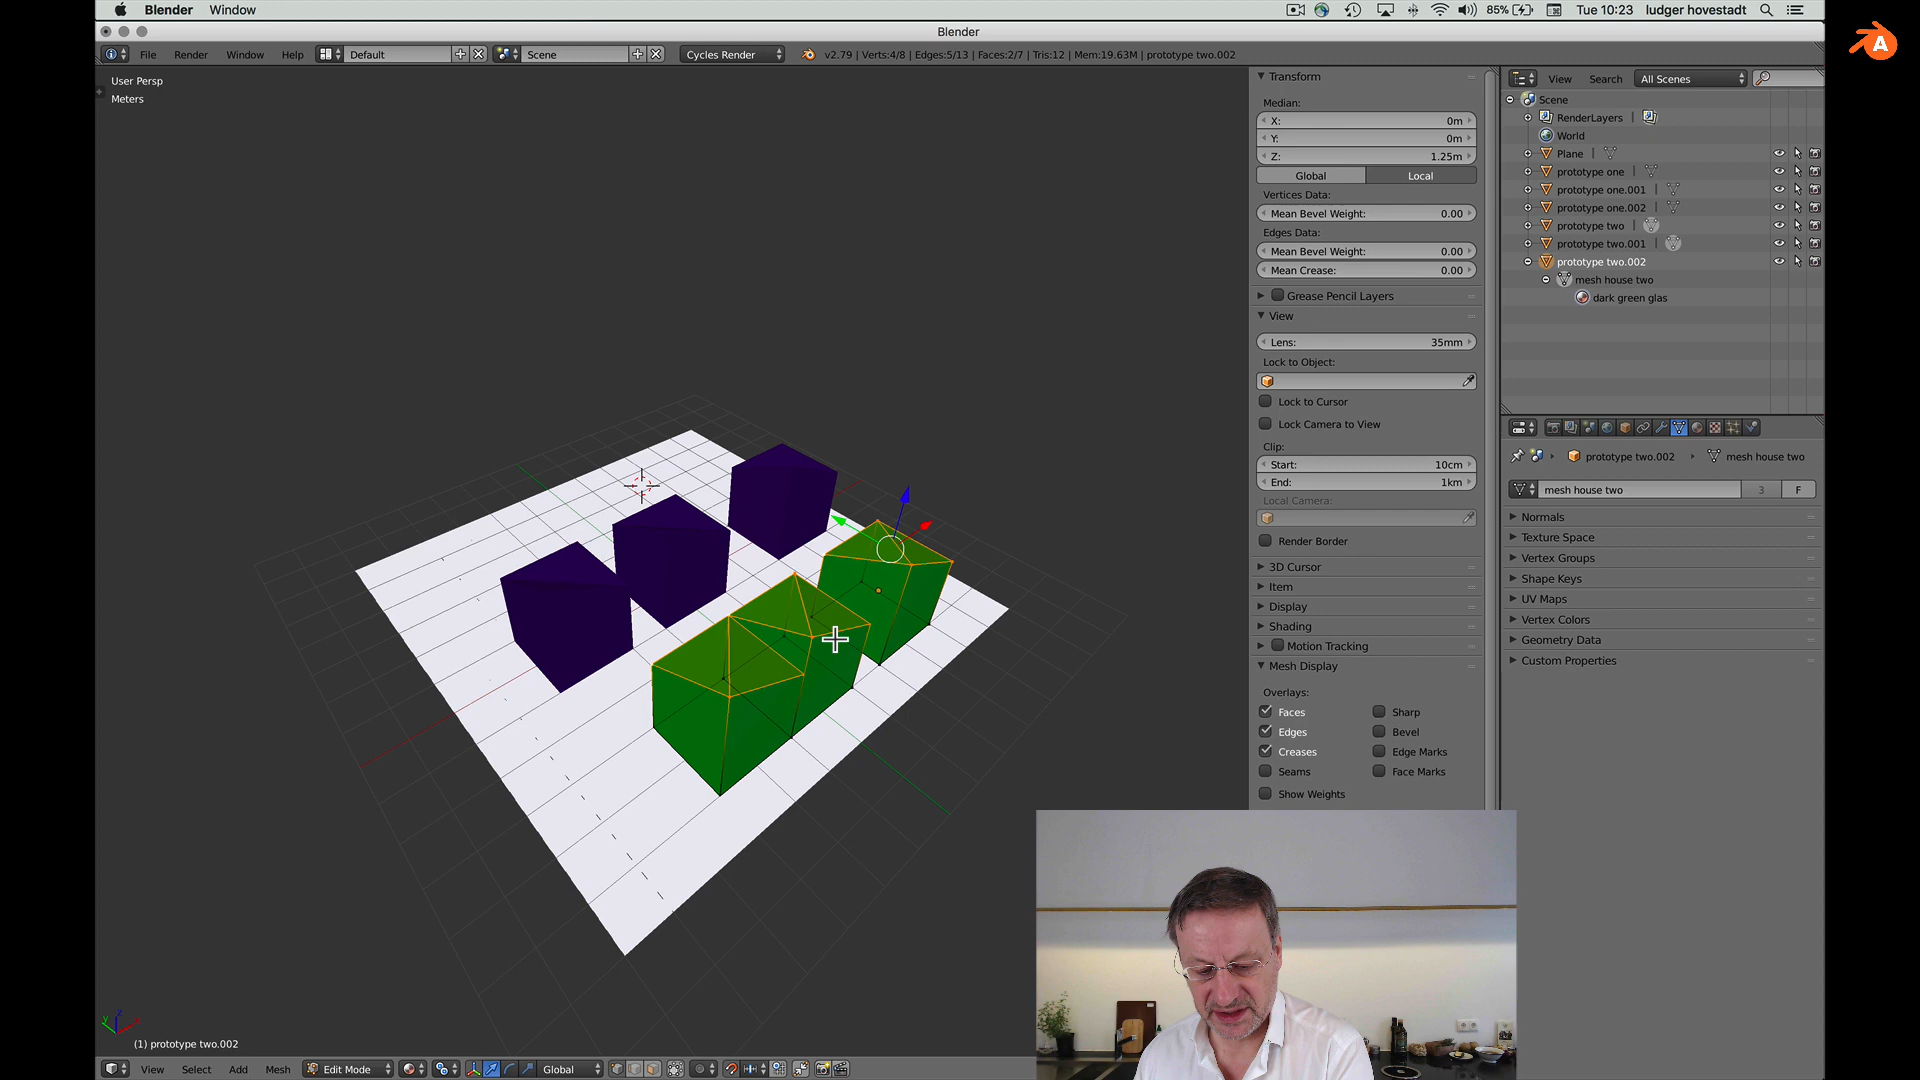 Blender Window 85% Tue 10:23 ludger hovestadt
Blender
File Render Window Help Default Scene Cycles Render v2.79 | Verts:4/8 | Edges:5/13 | Faces:2/7 | Tris:12 | Mem:19.63M | prototype two.002
A
User Persp
Meters
(1) prototype two.002
View Select Add Mesh Edit Mode Global
Transform
Median:
X: 0m
Y: 0m
Z: 1.25m
Global Local
Vertices Data:
Mean Bevel Weight: 0.00
Edges Data:
Mean Bevel Weight: 0.00
Mean Crease: 0.00
Grease Pencil Layers
View
Lens: 35mm
Lock to Object:
Lock to Cursor
Lock Camera to View
Clip:
Start: 10cm
End: 1km
Local Camera:
Render Border
3D Cursor
Item
Display
Shading
Motion Tracking
Mesh Display
Overlays:
Faces Sharp
Edges Bevel
Creases Edge Marks
Seams Face Marks
Show Weights
View Search All Scenes
Scene
RenderLayers |
World
Plane |
prototype one |
prototype one.001 |
prototype one.002 |
prototype two |
prototype two.001 |
prototype two.002
mesh house two
dark green glas
prototype two.002 mesh house two
mesh house two 3 F
Normals
Texture Space
Vertex Groups
Shape Keys
UV Maps
Vertex Colors
Geometry Data
Custom Properties